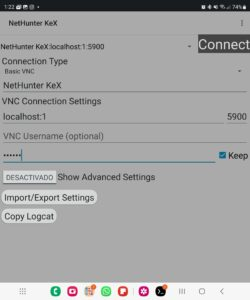 1:22
74%
NetHunter KeX
NetHunter KeX:localhost:1:5900
Connect
Connection Type
Basic VNC
NetHunter KeX
VNC Connection Settings
localhost:1
5900
VNC Username (optional)
••••••
Keep
DESACTIVADO Show Advanced Settings
Import/Export Settings
Copy Logcat